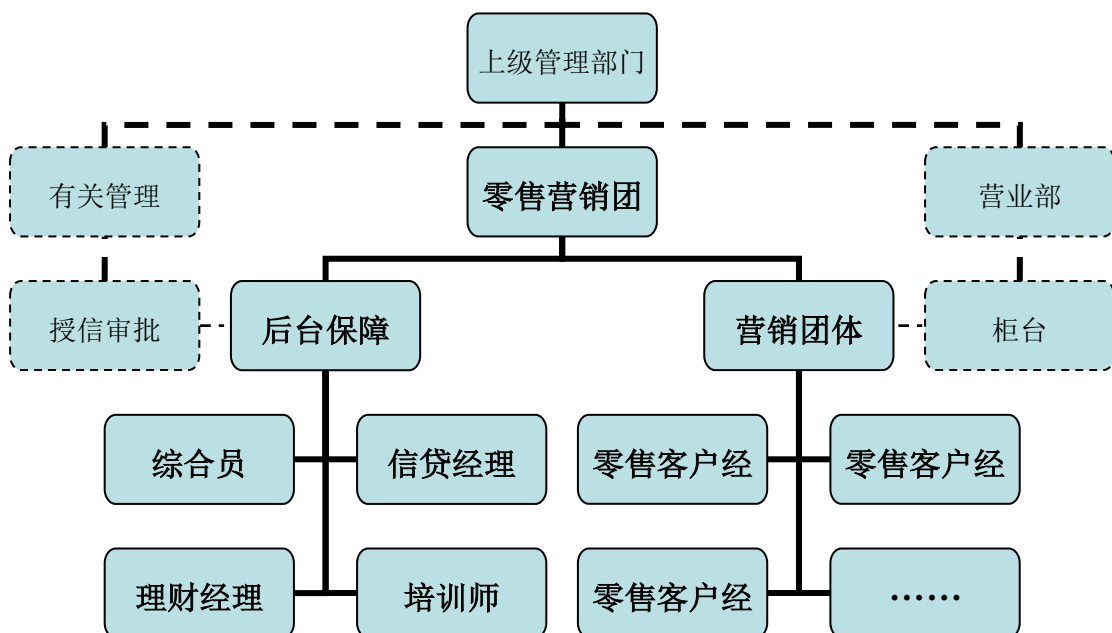 上级管理部门
有关管理
零售营销团
营业部
授信审批
后台保障
营销团体
柜台
综合员
信贷经理
零售客户经
零售客户经
理财经理
培训师
零售客户经
……